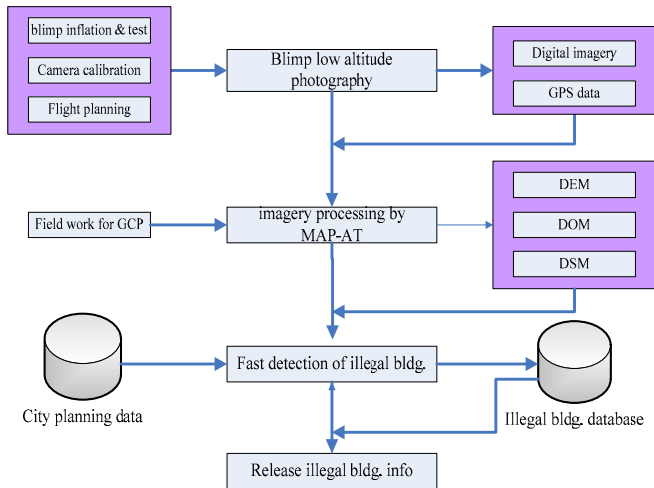 blimp inflation & test
Camera calibration
Flight planning
Blimp low altitude
photography
Digital imagery
GPS data
Field work for GCP
imagery processing by
MAP-AT
DEM
DOM
DSM
City planning data
Fast detection of illegal bldg.
Illegal bldg. database
Release illegal bldg. info